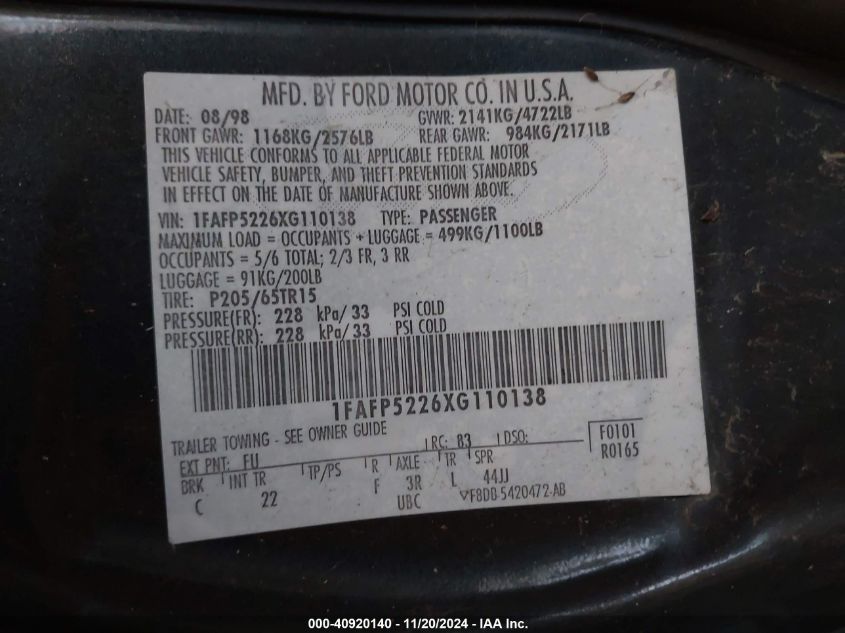 MFD. BY FORD MOTOR CO. IN U.S.A.
DATE: 08/98 GVWR: 2141KG/4722LB
FRONT GAWR: 1168KG/2576LB REAR GAWR: 984KG/2171LB
THIS VEHICLE CONFORMS TO ALL APPLICABLE FEDERAL MOTOR
VEHICLE SAFETY, BUMPER, AND THEFT PREVENTION STANDARDS
IN EFFECT ON THE DATE OF MANUFACTURE SHOWN ABOVE.
VIN: 1FAFP5226XG110138 TYPE: PASSENGER
MAXIMUM LOAD = OCCUPANTS + LUGGAGE = 499KG/1100LB
OCCUPANTS = 5/6 TOTAL; 2/3 FR, 3 RR
LUGGAGE = 91KG/200LB
TIRE: P205/65TR15
PRESSURE(FR): 228 kPa/33 PSI COLD
PRESSURE(RR): 228 kPa/33 PSI COLD
1FAFP5226XG110138
TRAILER TOWING - SEE OWNER GUIDE
EXT PNT: FU RC: 83 DSO: F0101
BRK INT TR TP/PS R AXLE TR SPR R0165
C 22 F 3R L 44JJ
UBC VF8DB-5420472-AB
000-40920140 - 11/20/2024 - IAA Inc.